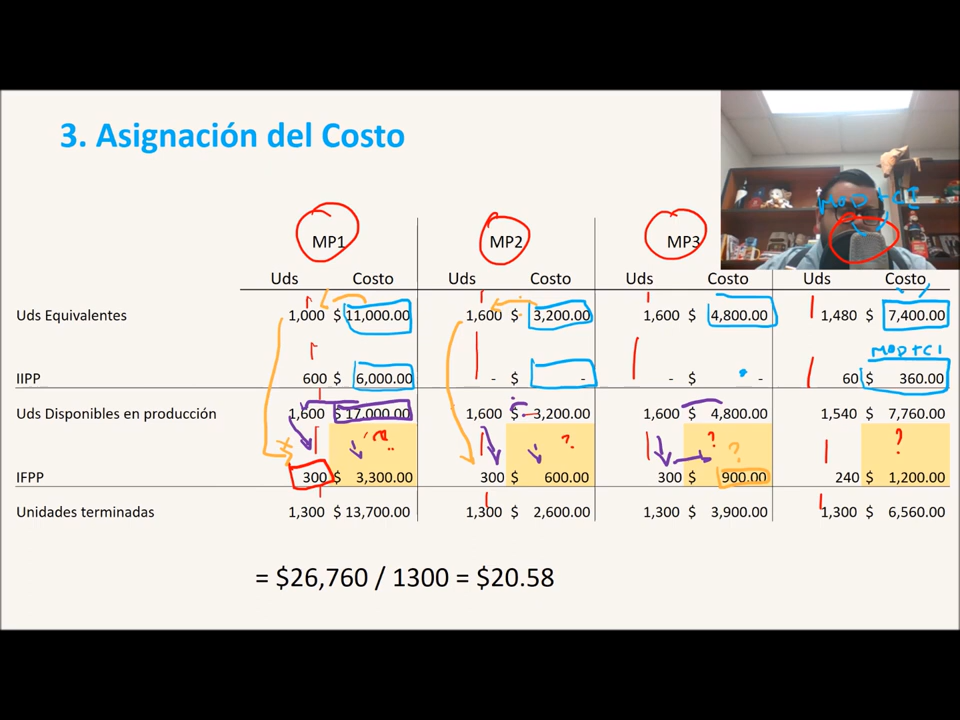 3. Asignación del Costo
MOD + CI
MP1 MP2 MP3
Uds Costo Uds Costo Uds Costo Uds Costo
Uds Equivalentes 1,000 $ 11,000.00 1,600 $ 3,200.00 1,600 $ 4,800.00 1,480 $ 7,400.00
MOD+CI
IIPP 600 $ 6,000.00 - $ - - $ - 60 $ 360.00
Uds Disponibles en producción 1,600 $ 17,000.00 1,600 $ 3,200.00 1,600 $ 4,800.00 1,540 $ 7,760.00
? ? ? ?
IFPP 300 $ 3,300.00 300 $ 600.00 300 $ 900.00 240 $ 1,200.00
Unidades terminadas 1,300 $ 13,700.00 1,300 $ 2,600.00 1,300 $ 3,900.00 1,300 $ 6,560.00
= $26,760 / 1300 = $20.58